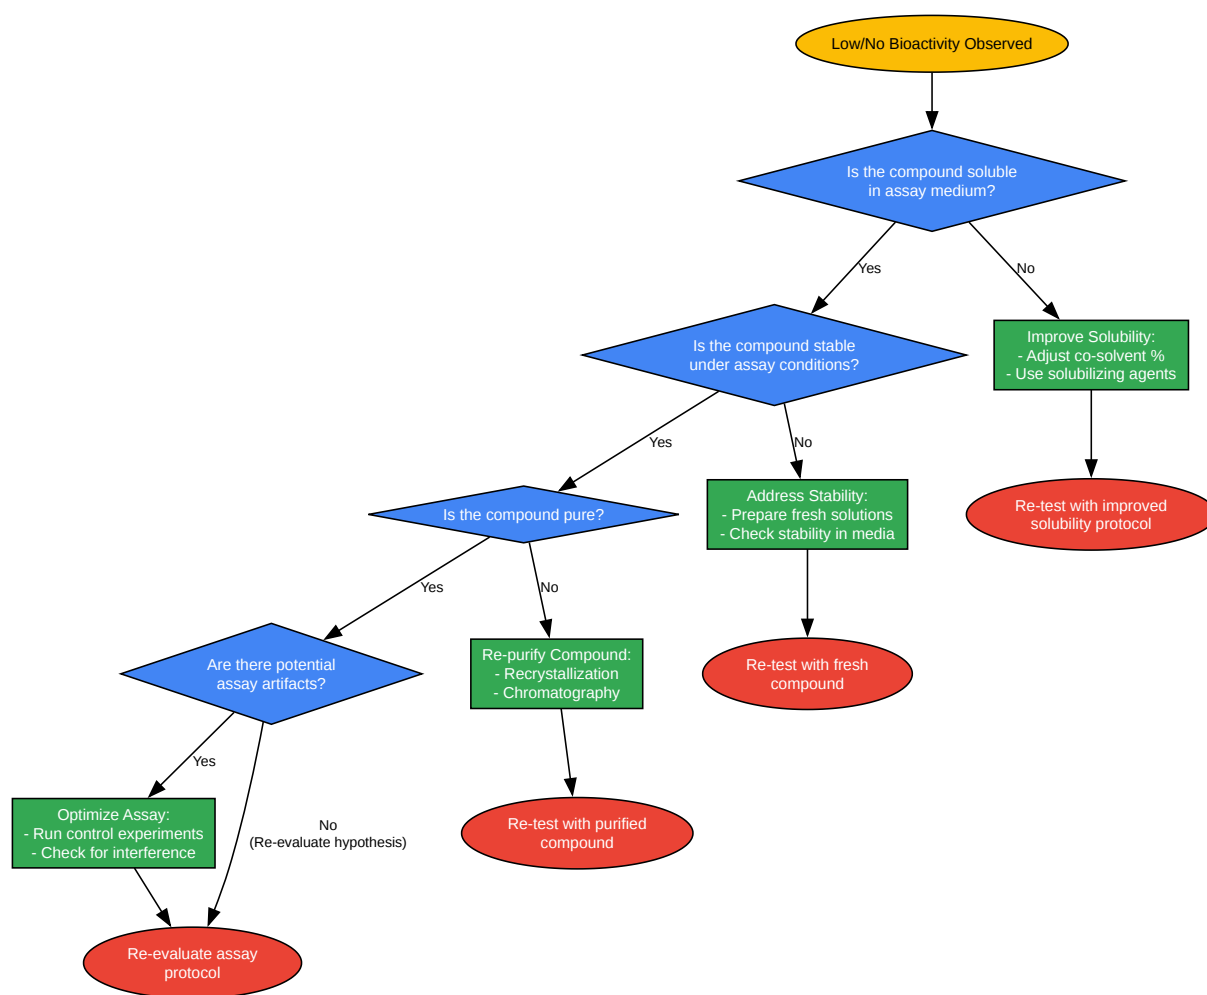 Low/No Bioactivity Observed
Is the compound soluble
in assay medium?
Yes
No
Is the compound stable
under assay conditions?
Improve Solubility:
- Adjust co-solvent %
- Use solubilizing agents
Yes
No
Is the compound pure?
Address Stability:
- Prepare fresh solutions
- Check stability in media
Re-test with improved
solubility protocol
Yes
No
Are there potential
assay artifacts?
Re-purify Compound:
- Recrystallization
- Chromatography
Re-test with fresh
compound
Yes
No
(Re-evaluate hypothesis)
Optimize Assay:
- Run control experiments
- Check for interference
Re-test with purified
compound
Re-evaluate assay
protocol